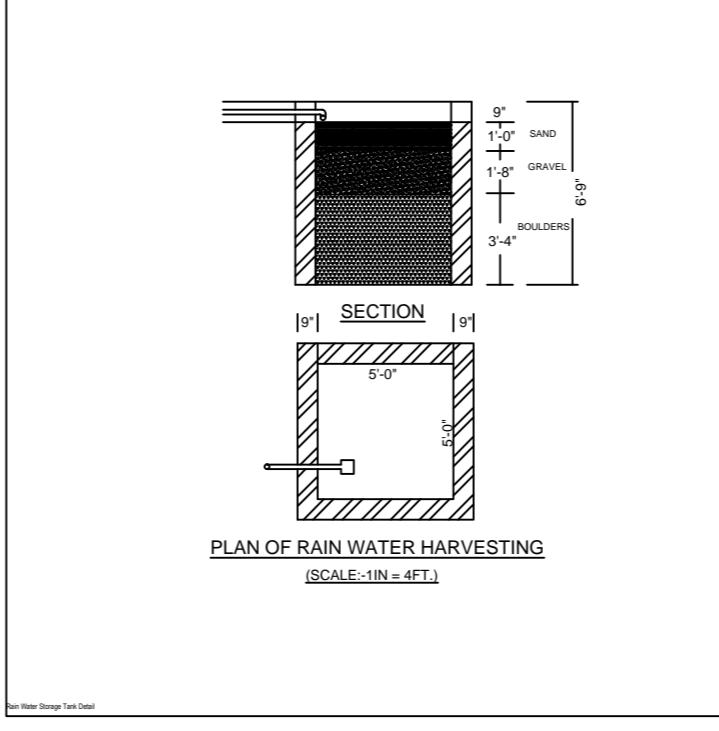 9"
1'-0" SAND
1'-8" GRAVEL
6'-9"
BOULDERS
3'-4"
SECTION
9" 9"
5'-0"
5'-0"
PLAN OF RAIN WATER HARVESTING
(SCALE:-1IN = 4FT.)
Rain Water Storage Tank Detail